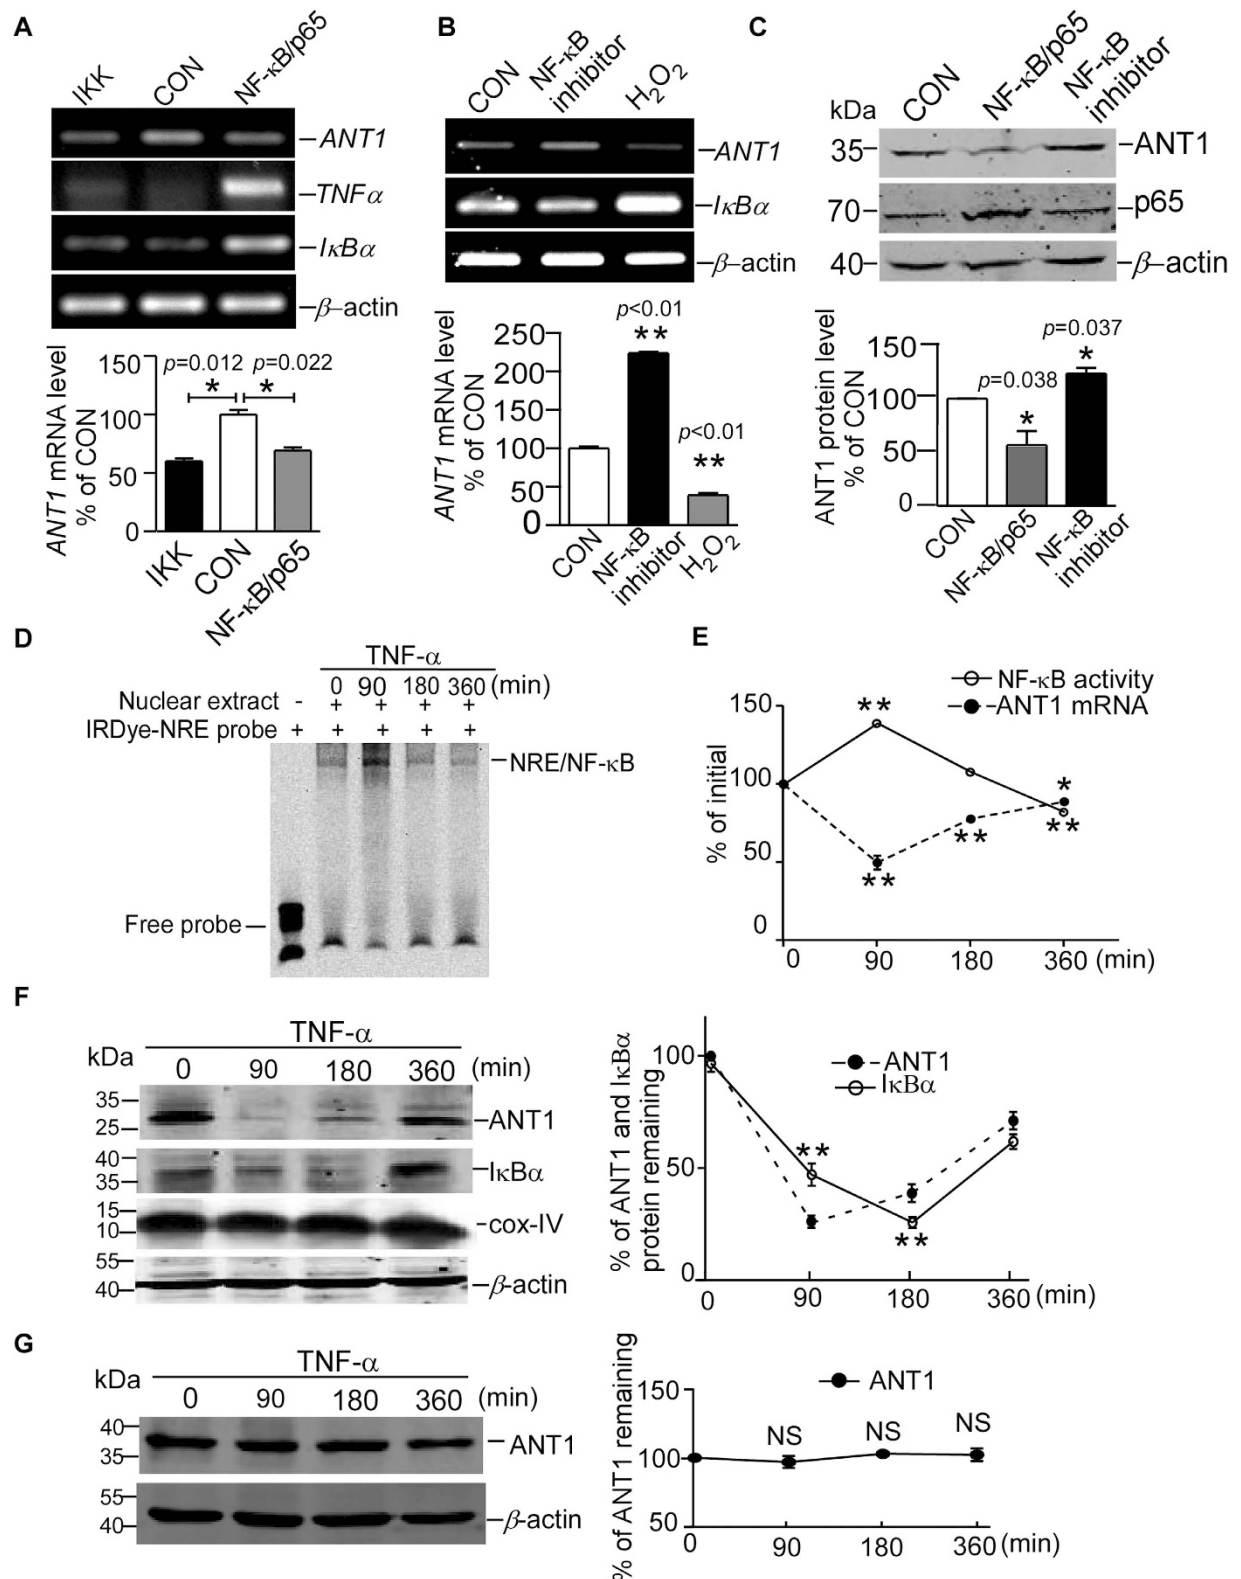 A
IKK CON NF-κB/p65
ANT1
TNFα
IκBα
β–actin
ANT1 mRNA level
% of CON
150
100
50
0
p=0.012 p=0.022
* *
IKK CON NF-κB/p65
B
CON NF-κB inhibitor H2O2
ANT1
IκBα
β–actin
ANT1 mRNA level
% of CON
250
200
150
100
50
0
p<0.01
**
p<0.01
**
CON NF-κB inhibitor H2O2
C
kDa CON NF-κB/p65 NF-κB inhibitor
35 ANT1
70 p65
40 β–actin
ANT1 protein level
% of CON
150
100
50
0
p=0.038
*
p=0.037
*
CON NF-κB/p65 NF-κB inhibitor
D
TNF-α
0 90 180 360 (min)
Nuclear extract - + + + +
IRDye-NRE probe + + + + +
NRE/NF-κB
Free probe
E
NF-κB activity
ANT1 mRNA
% of initial
150
100
50
0
**
**
**
*
**
0 90 180 360 (min)
F
TNF-α
kDa 0 90 180 360 (min)
35
25
ANT1
40
35
IκBα
15
10
cox-IV
55
40
β-actin
% of ANT1 and IκBα
protein remaining
100
50
0
ANT1
IκBα
**
**
0 90 180 360 (min)
G
TNF-α
kDa 0 90 180 360 (min)
40
35
ANT1
55
40
β-actin
% of ANT1 remaining
150
100
50
ANT1
NS NS NS
0 90 180 360 (min)